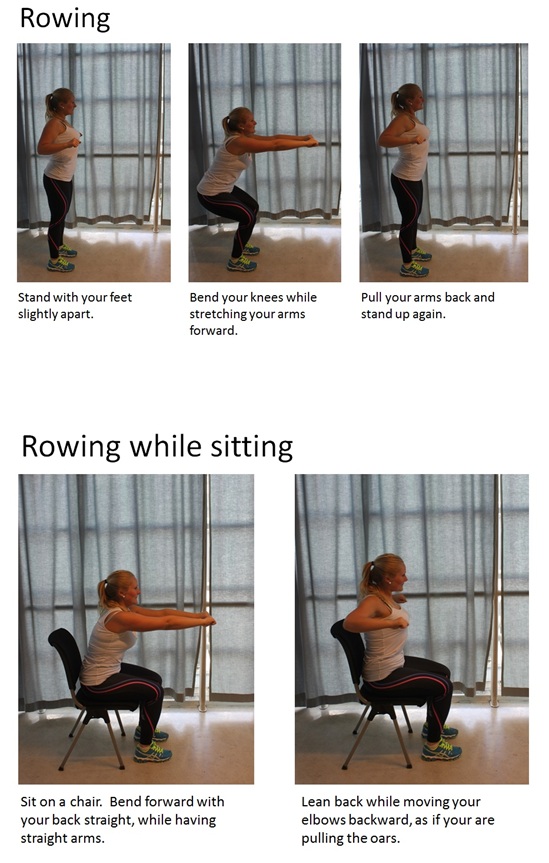 Rowing
Stand with your feet
slightly apart.
Bend your knees while
stretching your arms
forward.
Pull your arms back and
stand up again.
Rowing while sitting
Sit on a chair.  Bend forward with
your back straight, while having
straight arms.
Lean back while moving your
elbows backward, as if your are
pulling the oars.